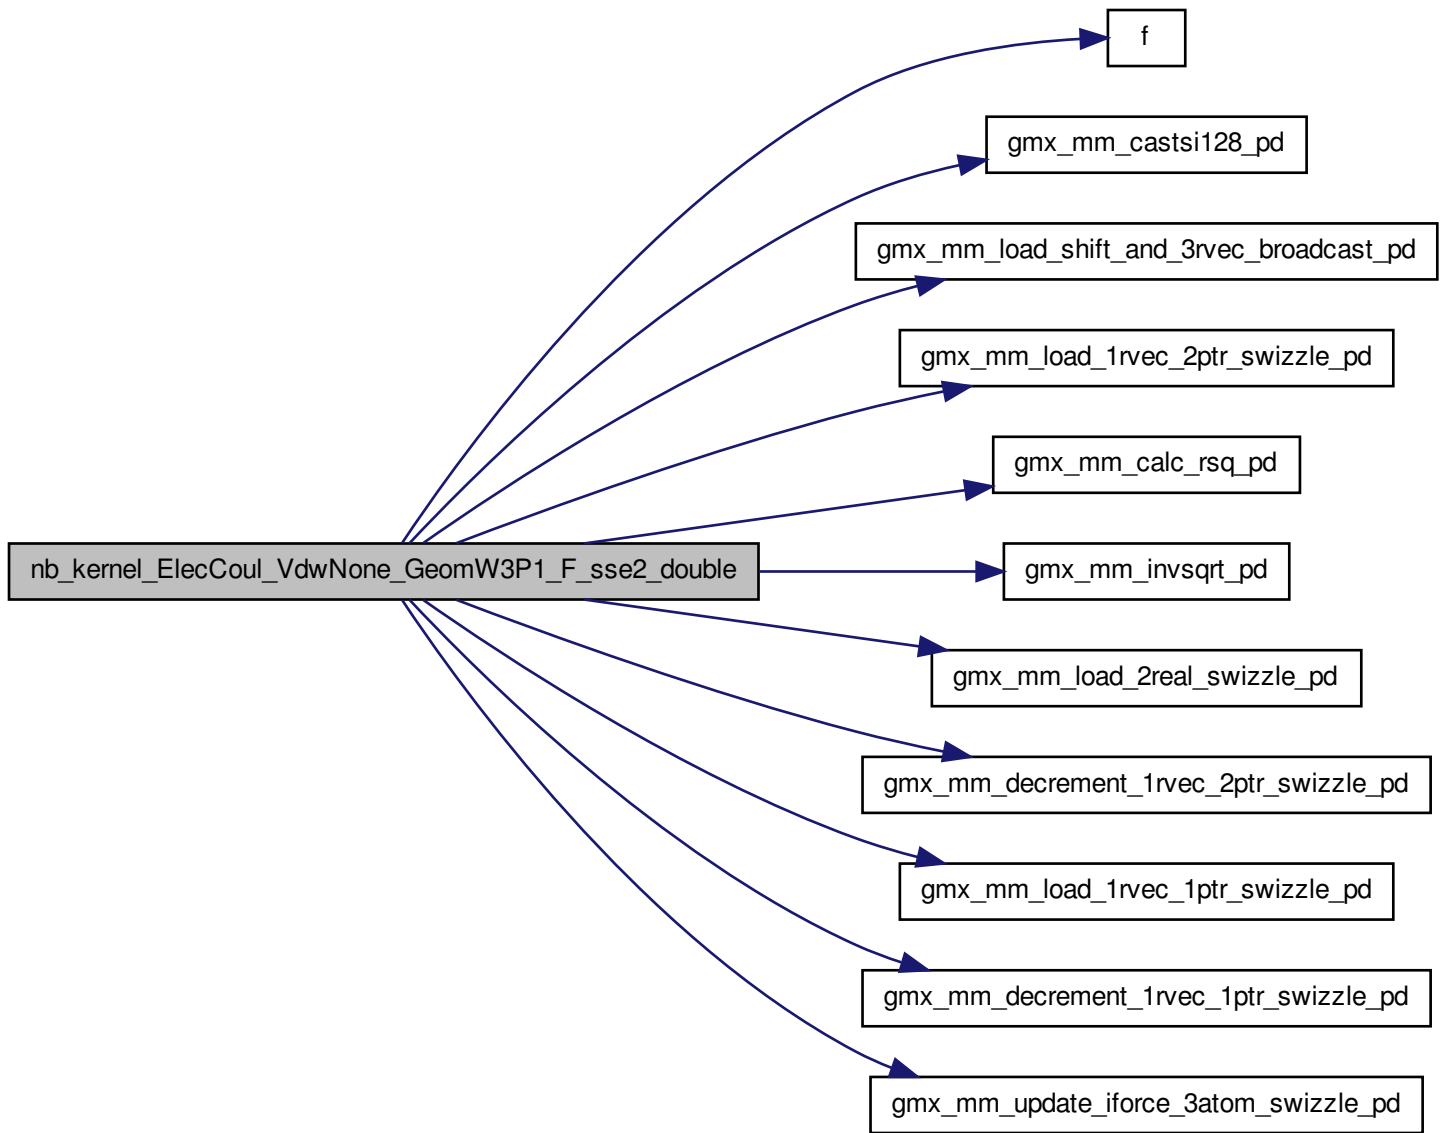 f
gmx_mm_castsi128_pd
gmx_mm_load_shift_and_3rvec_broadcast_pd
gmx_mm_load_1rvec_2ptr_swizzle_pd
gmx_mm_calc_rsq_pd
nb_kernel_ElecCoul_VdwNone_GeomW3P1_F_sse2_double
gmx_mm_invsqrt_pd
gmx_mm_load_2real_swizzle_pd
gmx_mm_decrement_1rvec_2ptr_swizzle_pd
gmx_mm_load_1rvec_1ptr_swizzle_pd
gmx_mm_decrement_1rvec_1ptr_swizzle_pd
gmx_mm_update_iforce_3atom_swizzle_pd